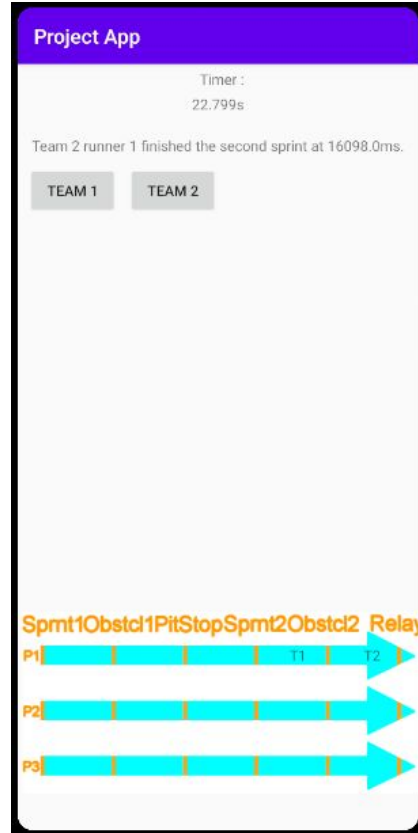 Project App
Timer :
22.799s
Team 2 runner 1 finished the second sprint at 16098.0ms.
TEAM 1 TEAM 2
Sprnt1Obstcl1PitStopSprnt2Obstcl2 Relay
P1 T1 T2
P2
P3